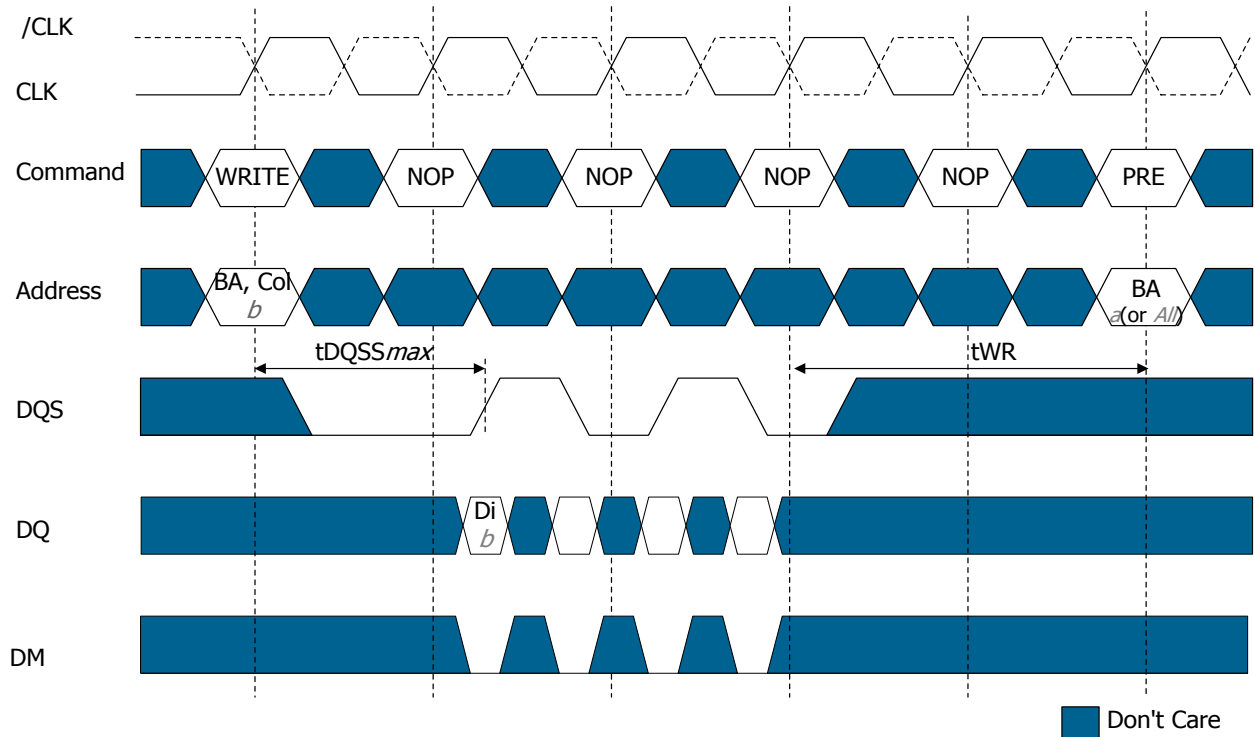 /CLK
CLK
Command
WRITE NOP NOP NOP NOP PRE
Address
BA, Col
b
BA
a(or All)
tDQSSmax
tWR
DQS
DQ
Di
b
DM
Don't Care